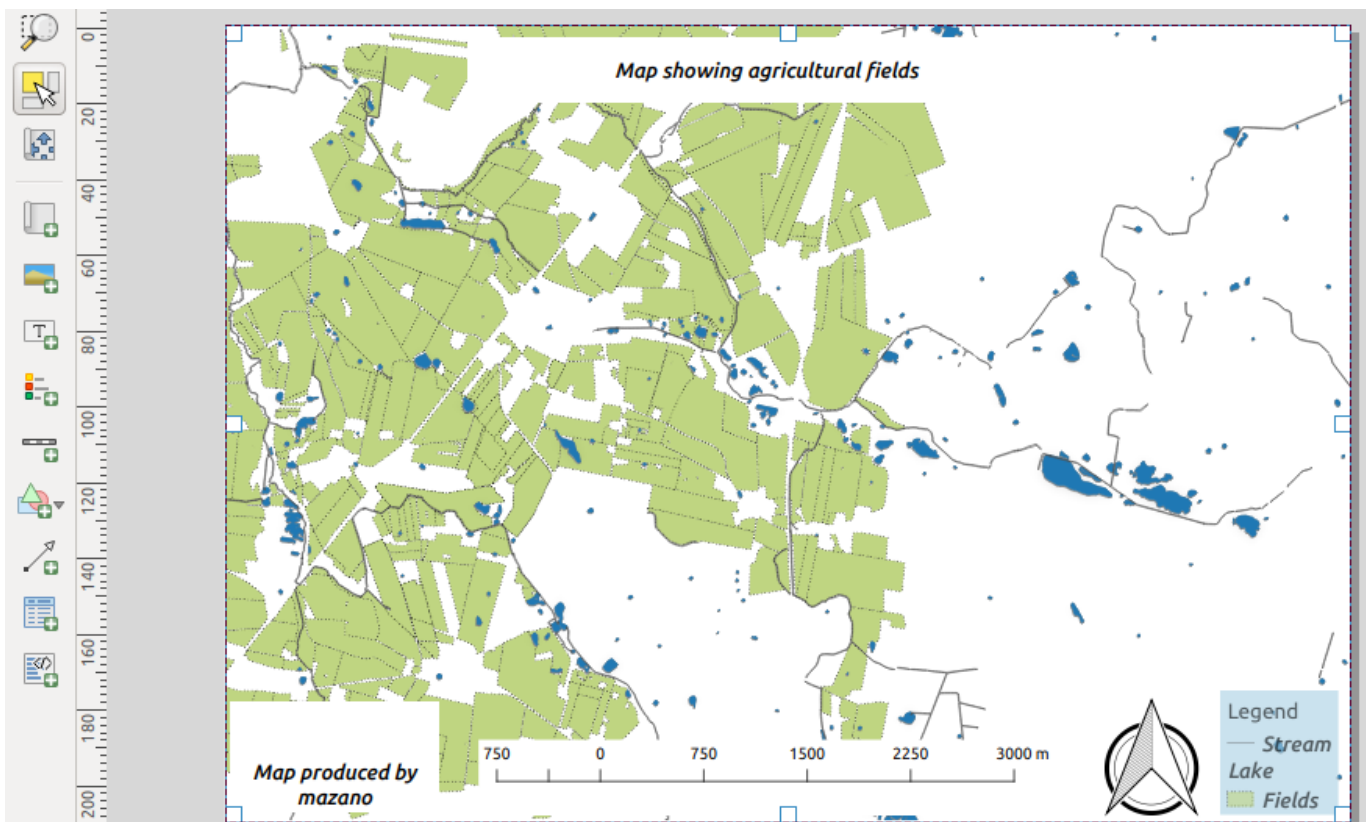 Map showing agricultural fields
0
20
40
60
80
100
120
140
160
180
200
T
750 0 750 1500 2250 3000 m
Map produced by
mazano
Legend
Stream
Lake
Fields